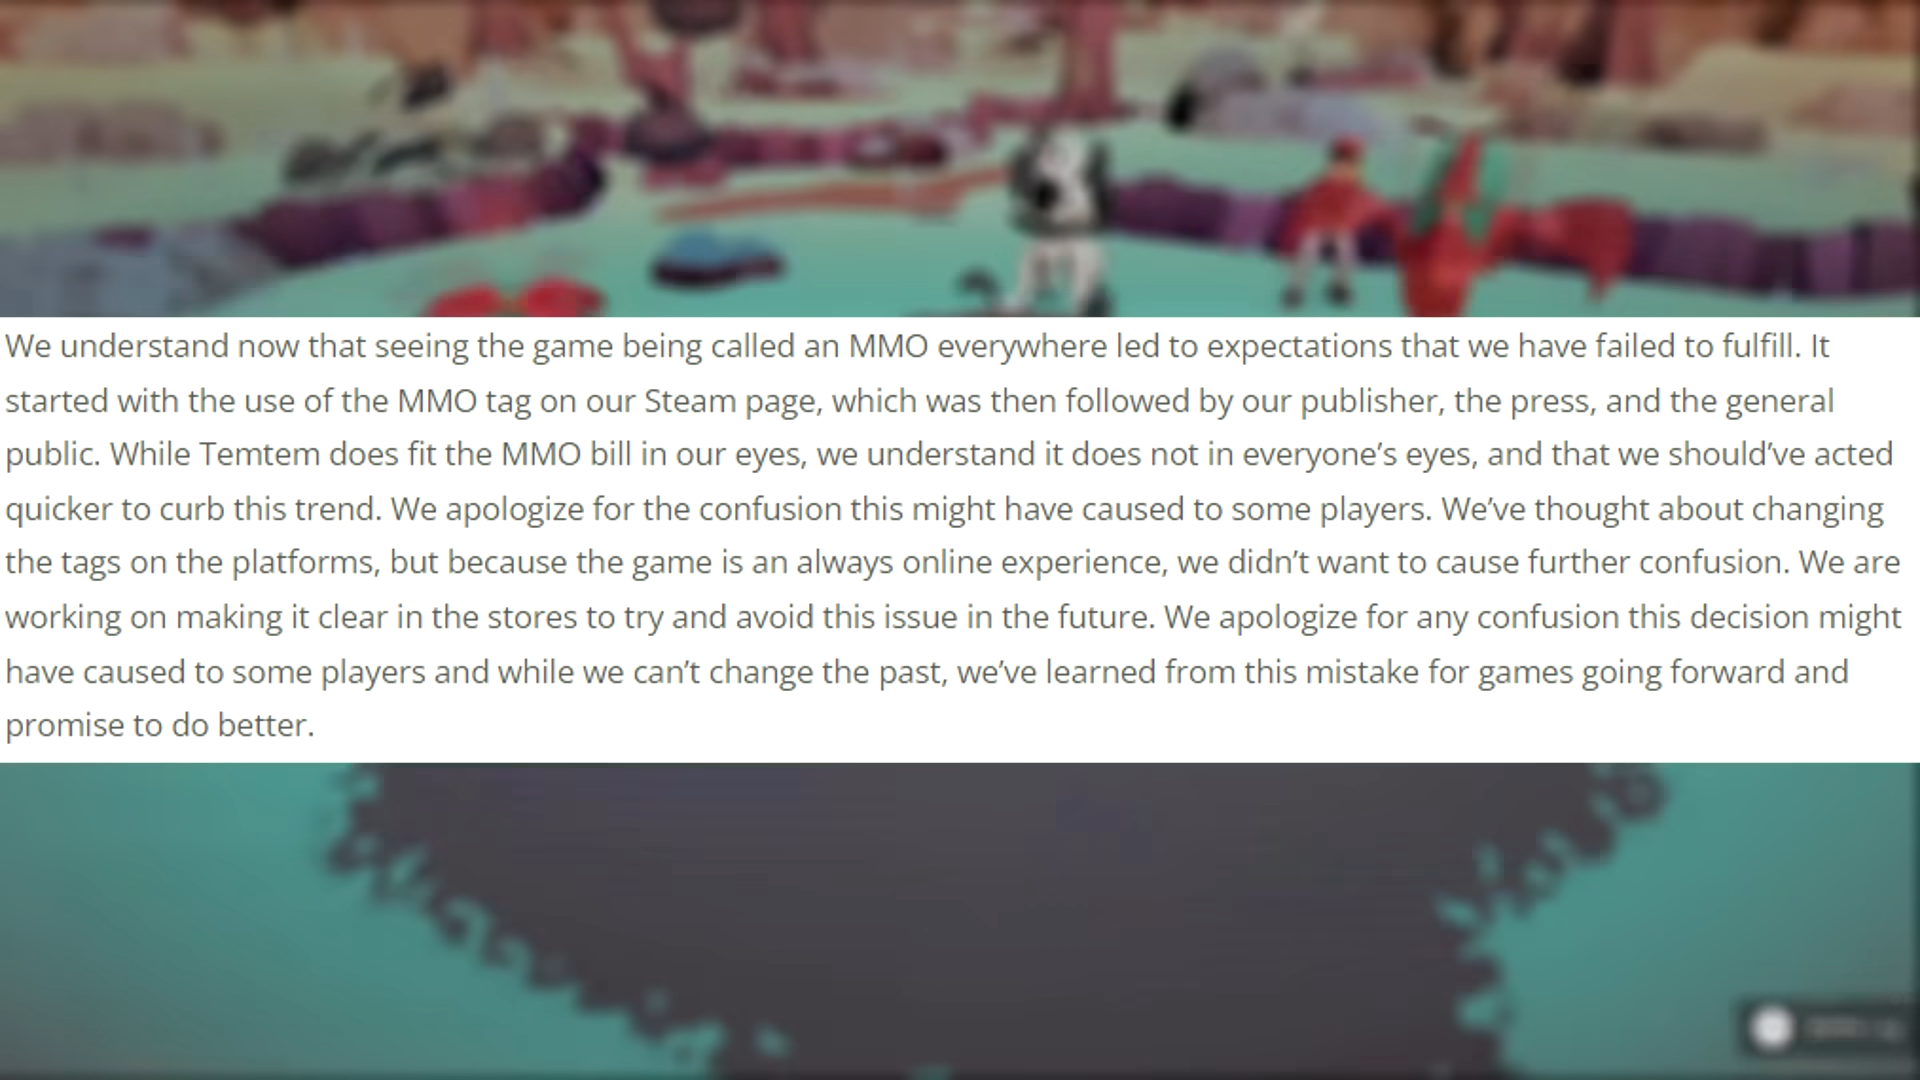 We understand now that seeing the game being called an MMO everywhere led to expectations that we have failed to fulfill. It
started with the use of the MMO tag on our Steam page, which was then followed by our publisher, the press, and the general
public. While Temtem does fit the MMO bill in our eyes, we understand it does not in everyone’s eyes, and that we should’ve acted
quicker to curb this trend. We apologize for the confusion this might have caused to some players. We’ve thought about changing
the tags on the platforms, but because the game is an always online experience, we didn’t want to cause further confusion. We are
working on making it clear in the stores to try and avoid this issue in the future. We apologize for any confusion this decision might
have caused to some players and while we can’t change the past, we’ve learned from this mistake for games going forward and
promise to do better.